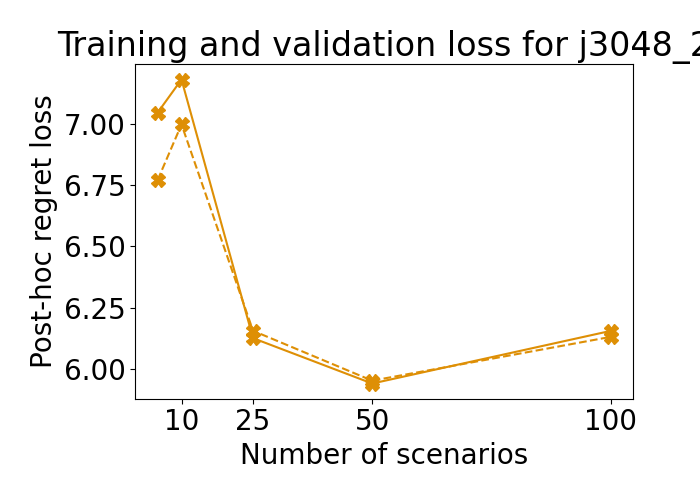 Training and validation loss for j3048_2
Post-hoc regret loss
7.00
6.75
6.50
6.25
6.00
10 25 50 100
Number of scenarios